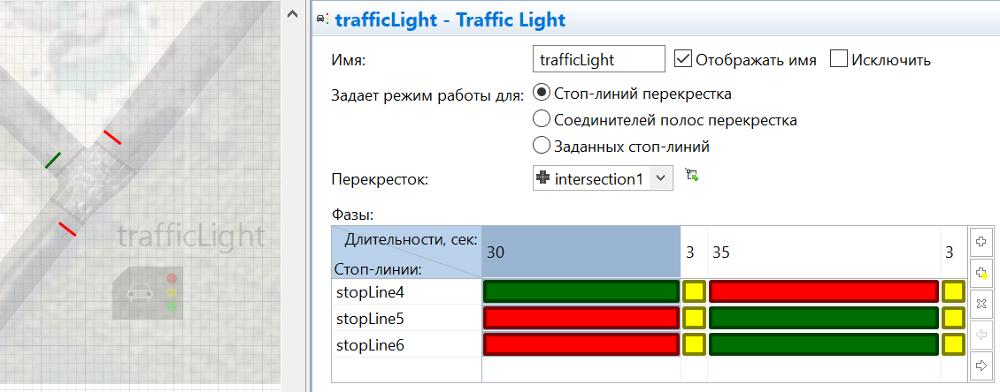 trafficLight - Traffic Light
Имя: trafficLight Отображать имя Исключить
Задает режим работы для: Стоп-линий перекрестка
Соединителей полос перекрестка
Заданных стоп-линий
Перекресток: intersection1
Фазы:
Длительности, сек: 30 3 35 3
Стоп-линии:
stopLine4
stopLine5
stopLine6
trafficLight